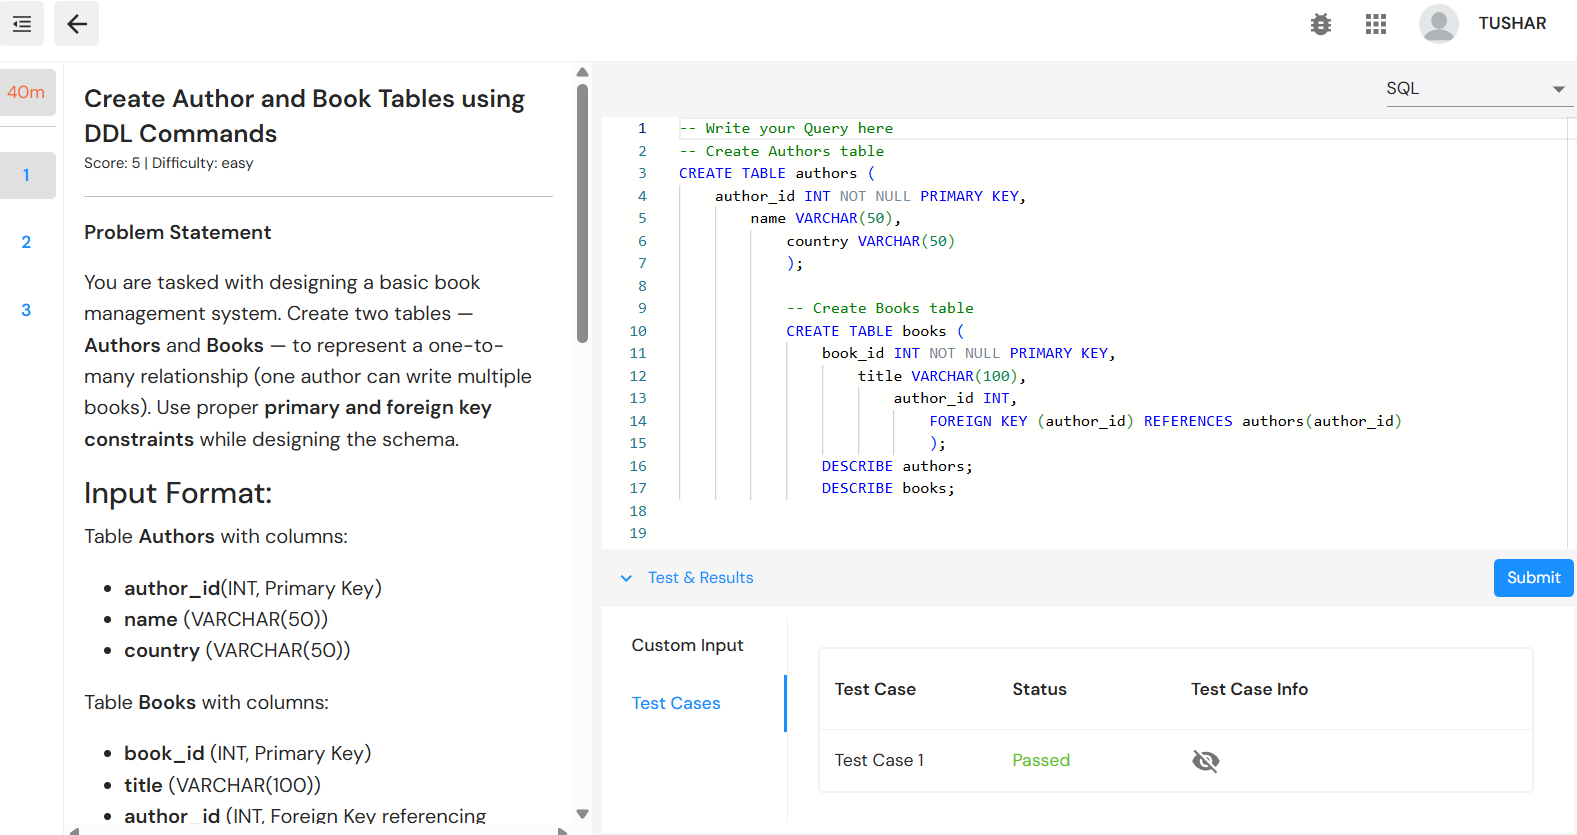 TUSHAR
40m
1
2
3
Create Author and Book Tables using
DDL Commands
Score: 5 | Difficulty: easy
Problem Statement
You are tasked with designing a basic book
management system. Create two tables —
Authors and Books — to represent a one-to-
many relationship (one author can write multiple
books). Use proper primary and foreign key
constraints while designing the schema.
Input Format:
Table Authors with columns:
• author_id(INT, Primary Key)
• name (VARCHAR(50))
• country (VARCHAR(50))
Table Books with columns:
• book_id (INT, Primary Key)
• title (VARCHAR(100))
• author_id (INT, Foreign Key referencing
SQL
1 -- Write your Query here
2 -- Create Authors table
3 CREATE TABLE authors (
4 author_id INT NOT NULL PRIMARY KEY,
5 name VARCHAR(50),
6 country VARCHAR(50)
7 );
8
9 -- Create Books table
10 CREATE TABLE books (
11 book_id INT NOT NULL PRIMARY KEY,
12 title VARCHAR(100),
13 author_id INT,
14 FOREIGN KEY (author_id) REFERENCES authors(author_id)
15 );
16 DESCRIBE authors;
17 DESCRIBE books;
18
19
Test & Results
Submit
Custom Input
Test Cases
Test Case Status Test Case Info
Test Case 1 Passed